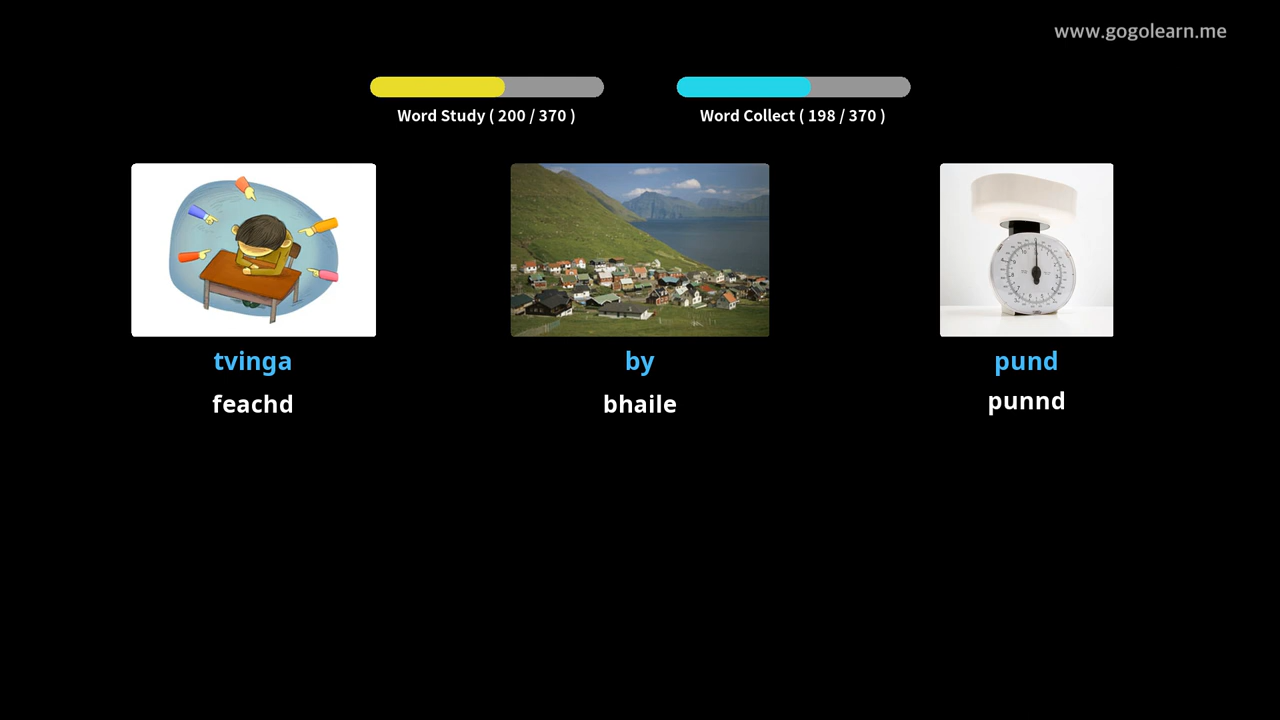 www.gogolearn.me
Word Study ( 200 / 370 )
Word Collect ( 198 / 370 )
tvinga
feachd
by
bhaile
pund
punnd